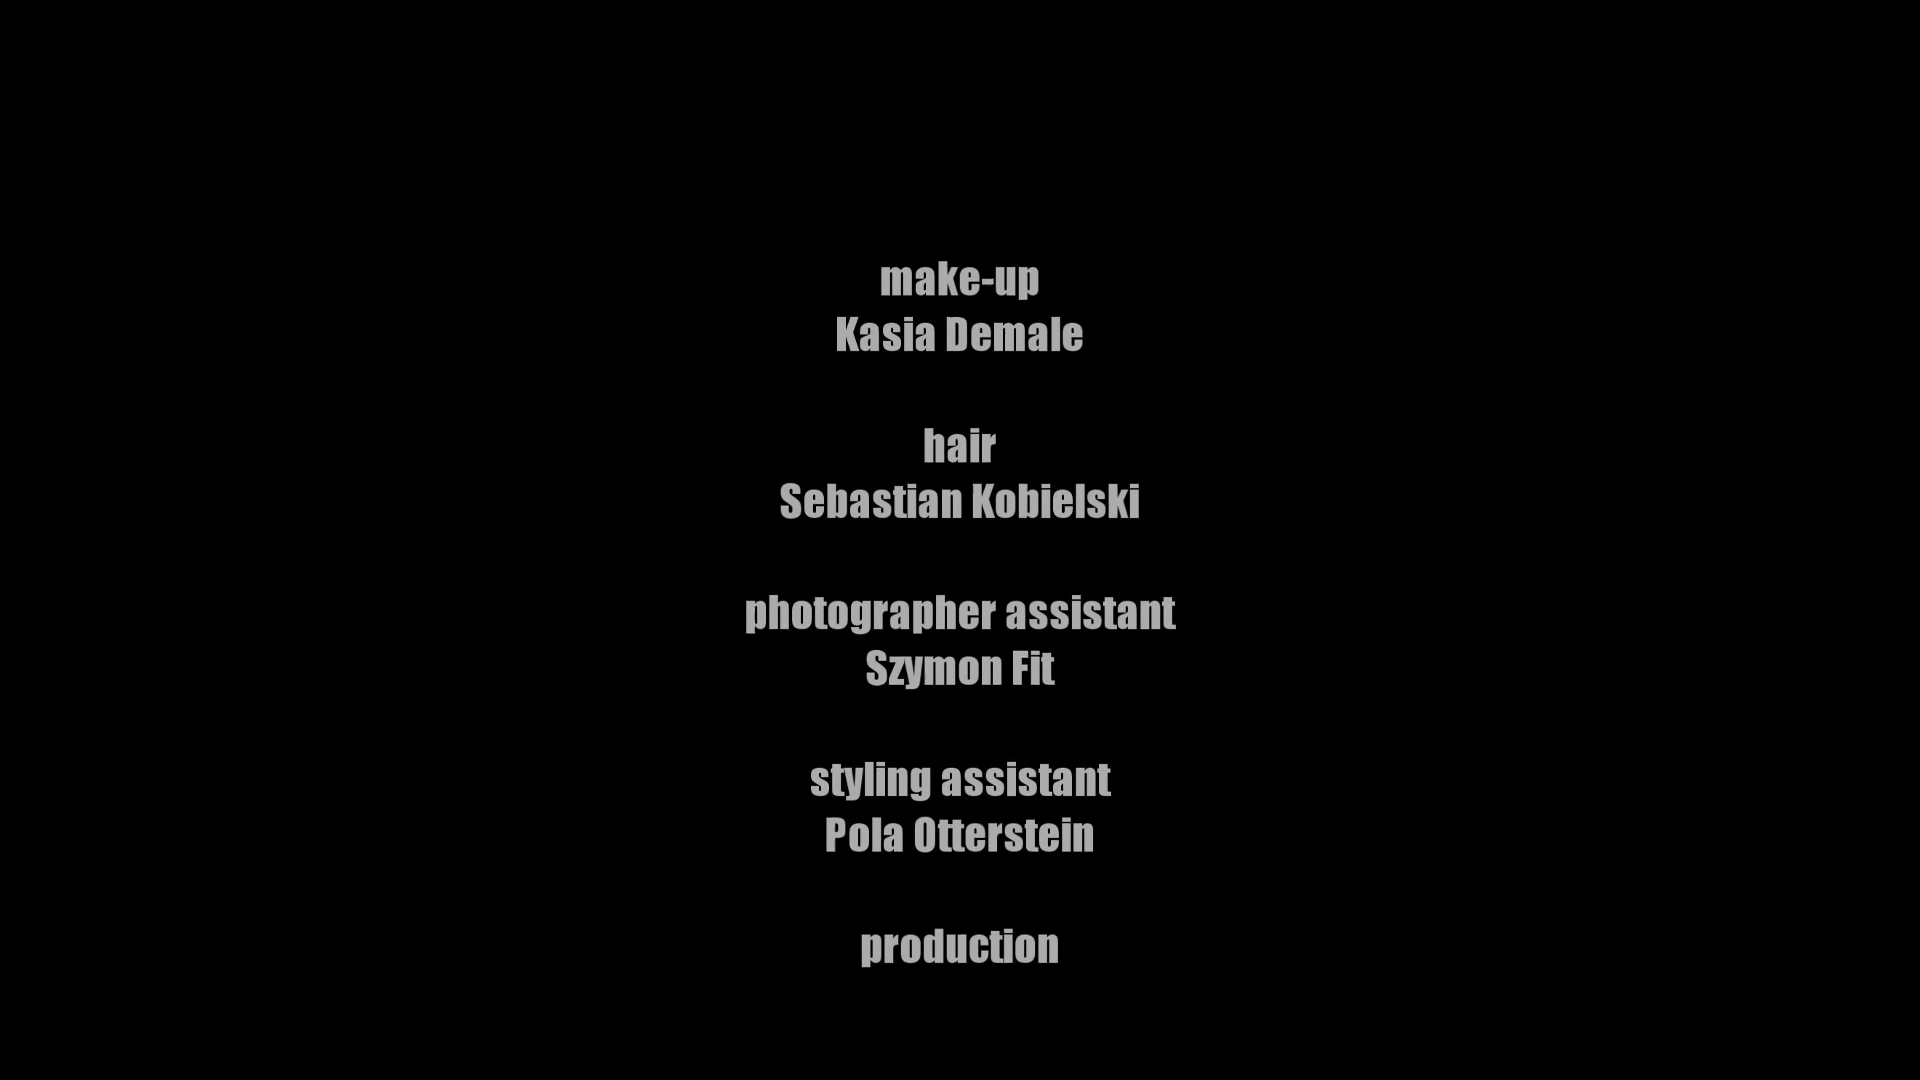 make-up
Kasia Demale
hair
Sebastian Kobielski
photographer assistant
Szymon Fit
styling assistant
Pola Otterstein
production